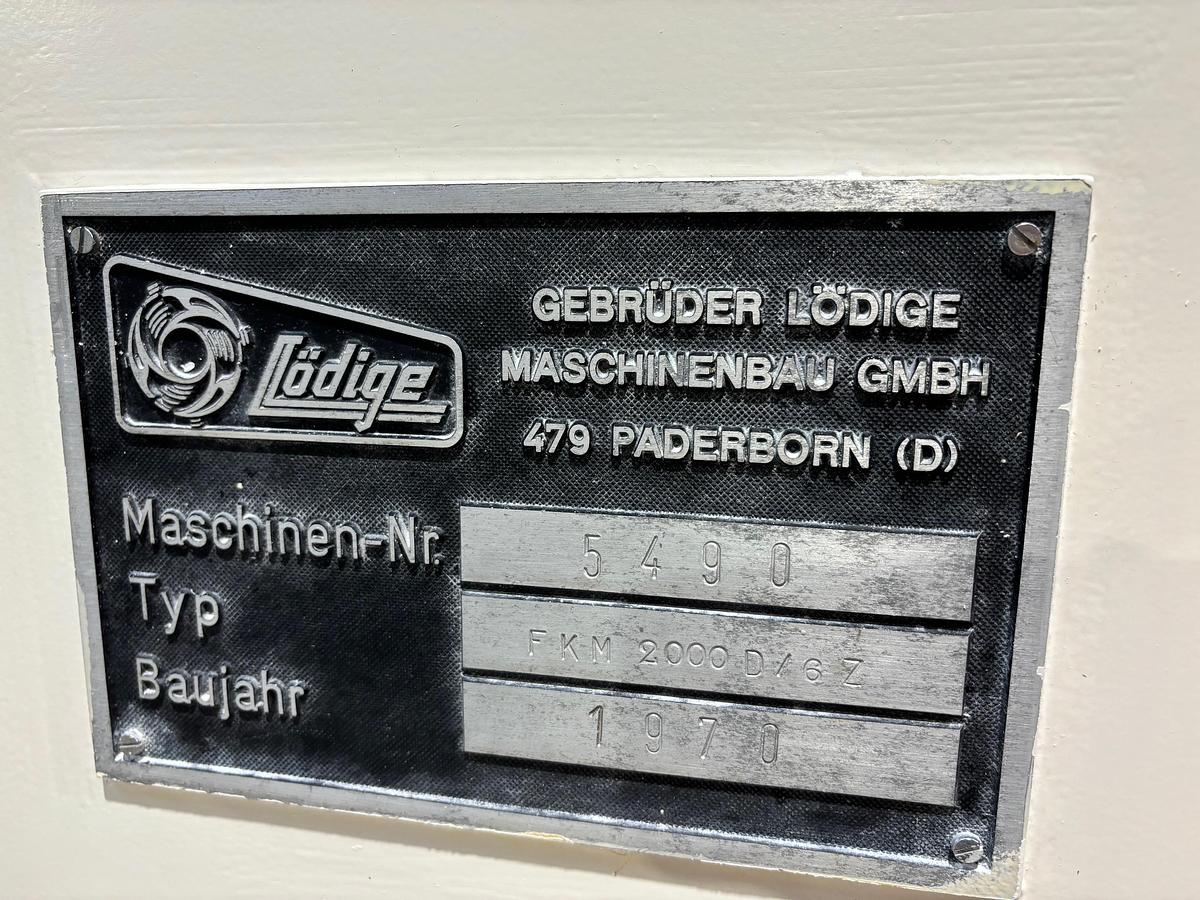 Lödige
GEBRÜDER LÖDIGE
MASCHINENBAU GMBH
479 PADERBORN (D)
Maschinen-Nr. 5490
Typ FKM 2000 D/6 Z
Baujahr 1970